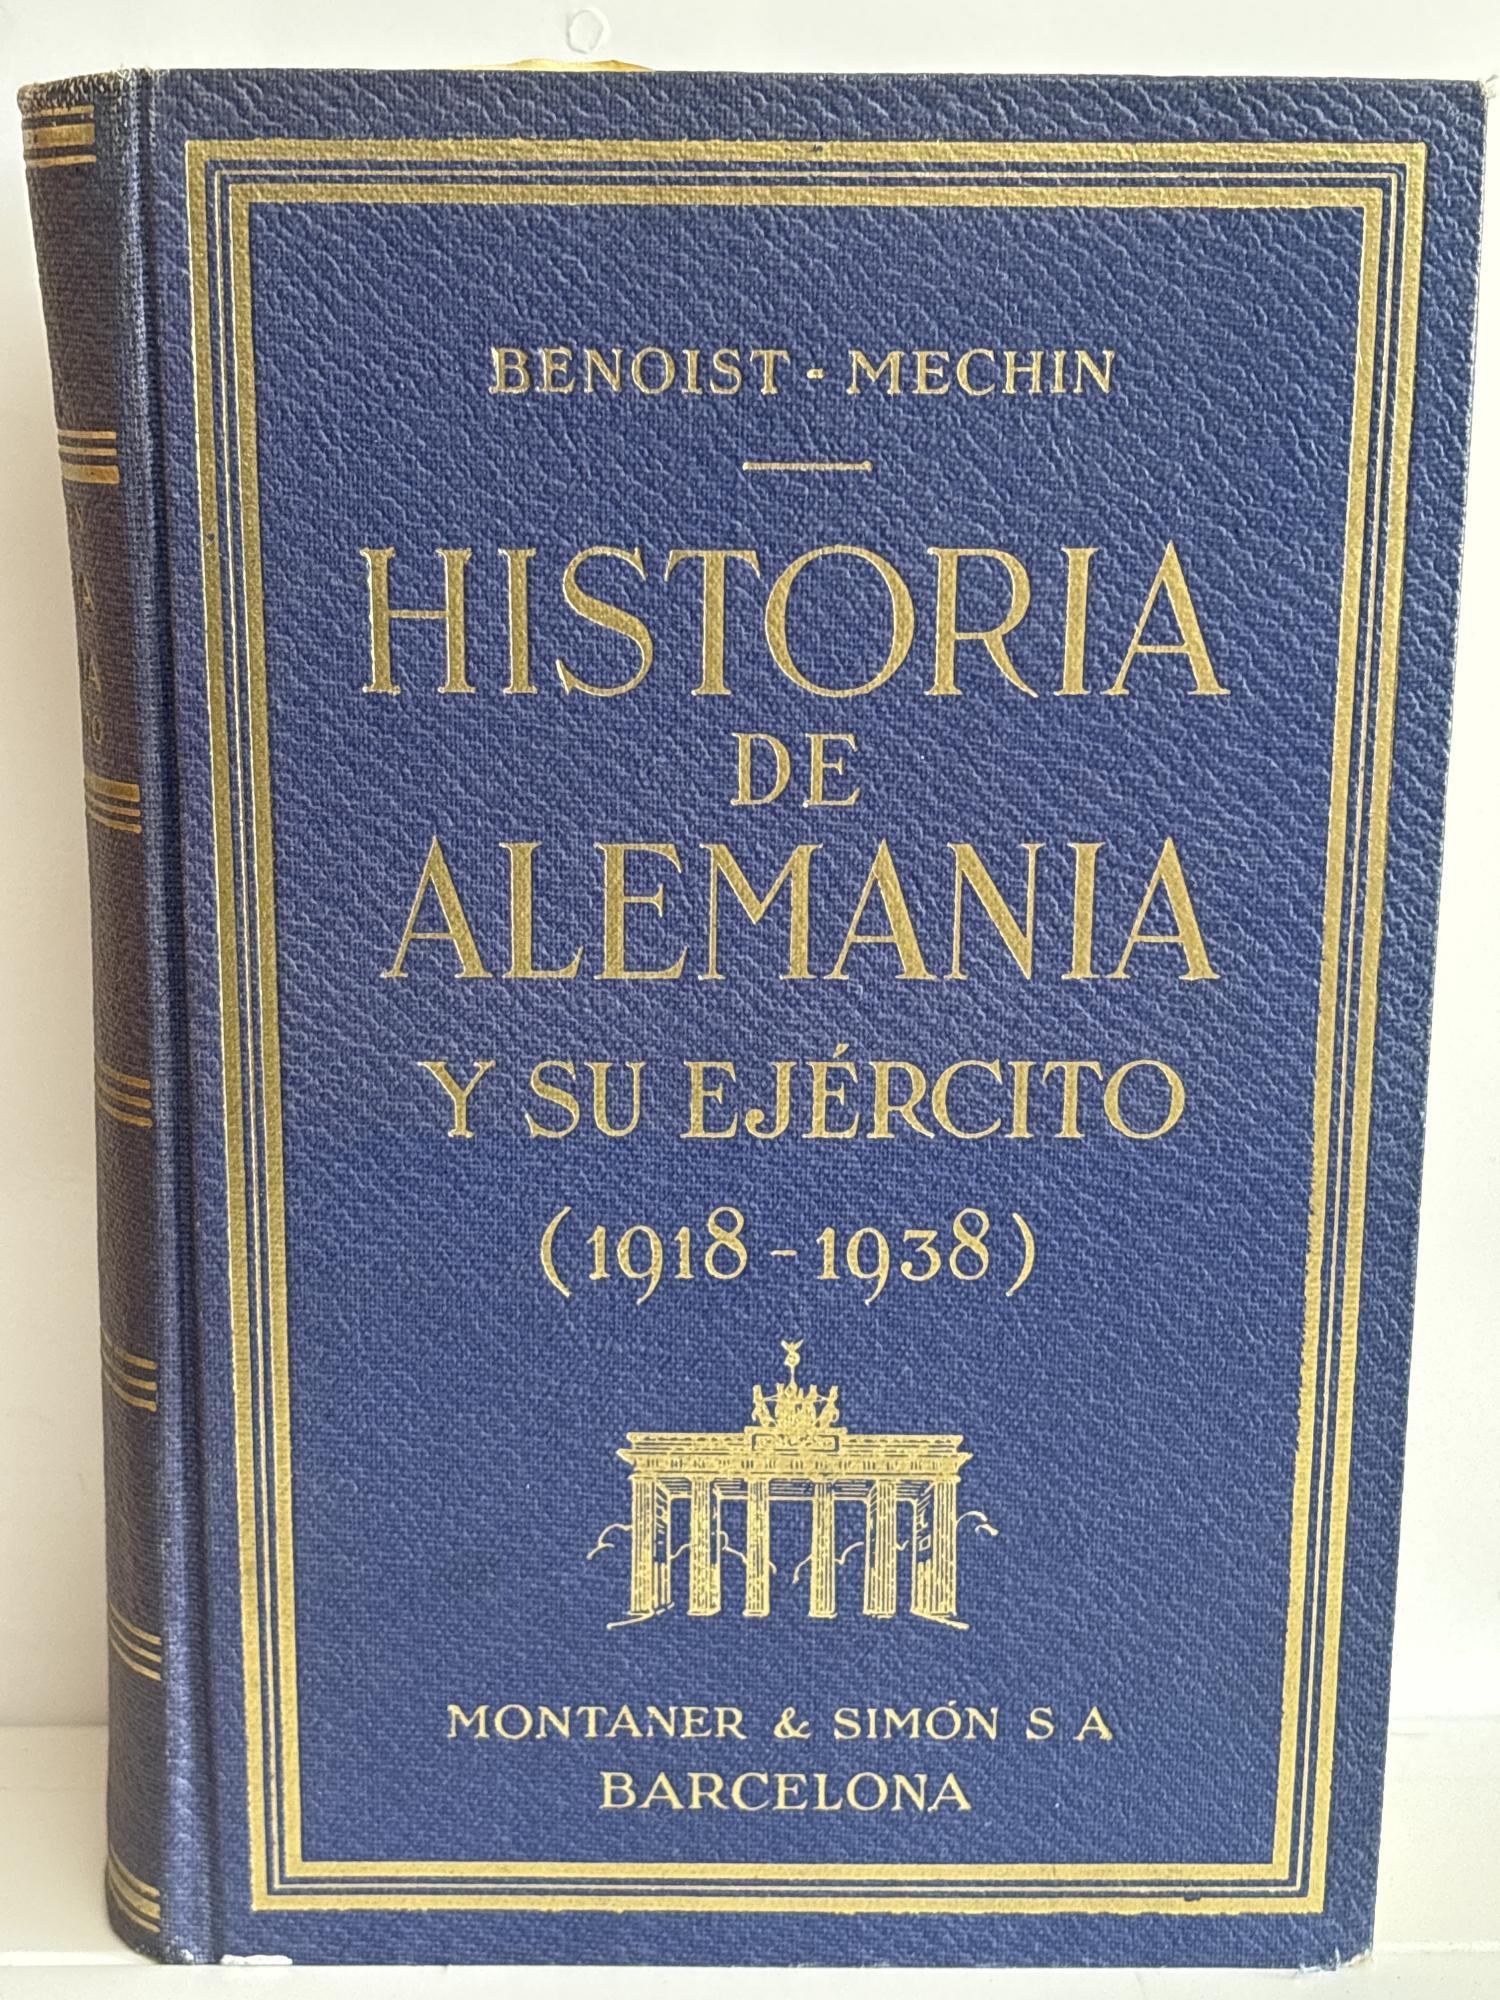 BENOIST - MECHIN
HISTORIA
DE
ALEMANIA
Y SU EJÉRCITO
(1918 - 1938)
MONTANER & SIMÓN S A
BARCELONA